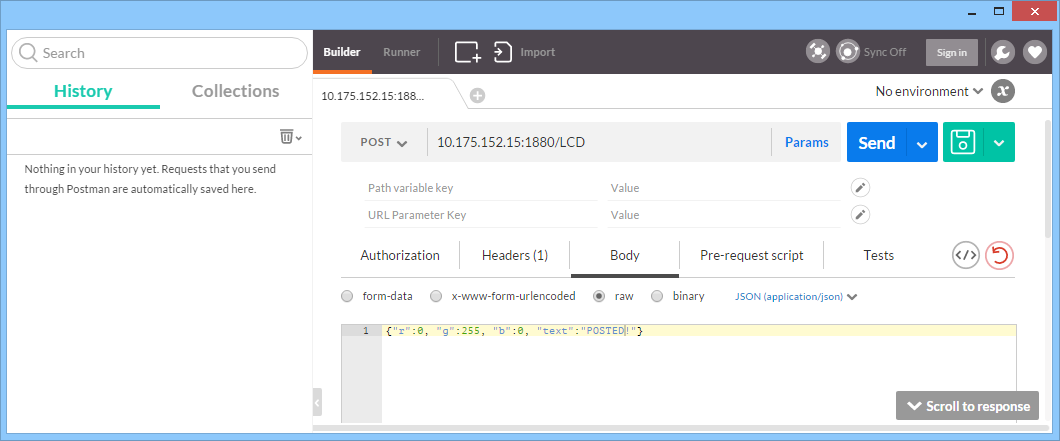 Search
Builder Runner Import Sync Off Sign in
History Collections
10.175.152.15:188... No environment x
POST 10.175.152.15:1880/LCD Params Send
Nothing in your history yet. Requests that you send
through Postman are automatically saved here.
Path variable key Value
URL Parameter Key Value
Authorization Headers (1) Body Pre-request script Tests </>
form-data x-www-form-urlencoded raw binary JSON (application/json)
1 {"r":0, "g":255, "b":0, "text":"POSTED!"}
Scroll to response